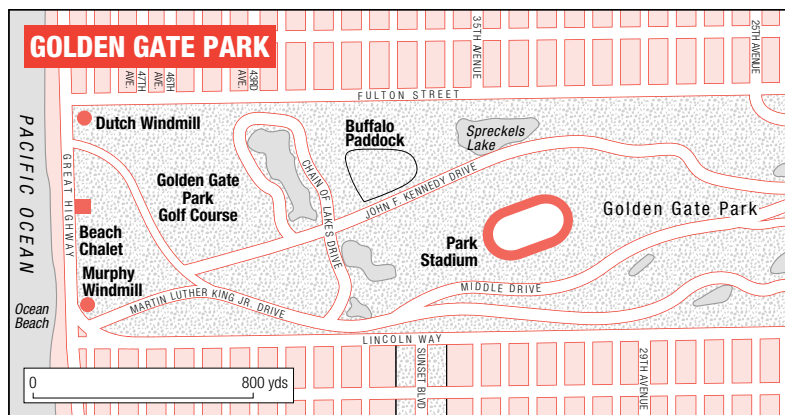 GOLDEN GATE PARK
47TH
AVE.
46TH
AVE.
43RD
AVE.
35TH
AVENUE
25TH
AVENUE
FULTON STREET
Dutch Windmill
Buffalo
Paddock
Spreckels
Lake
PACIFIC OCEAN
GREAT HIGHWAY
Golden Gate
Park
Golf Course
CHAIN OF LAKES DRIVE
JOHN F. KENNEDY DRIVE
Golden Gate Park
Beach
Chalet
Park
Stadium
Murphy
Windmill
MARTIN LUTHER KING JR. DRIVE
MIDDLE DRIVE
Ocean
Beach
LINCOLN WAY
SUNSET BLVD
29TH AVENUE
0 800 yds